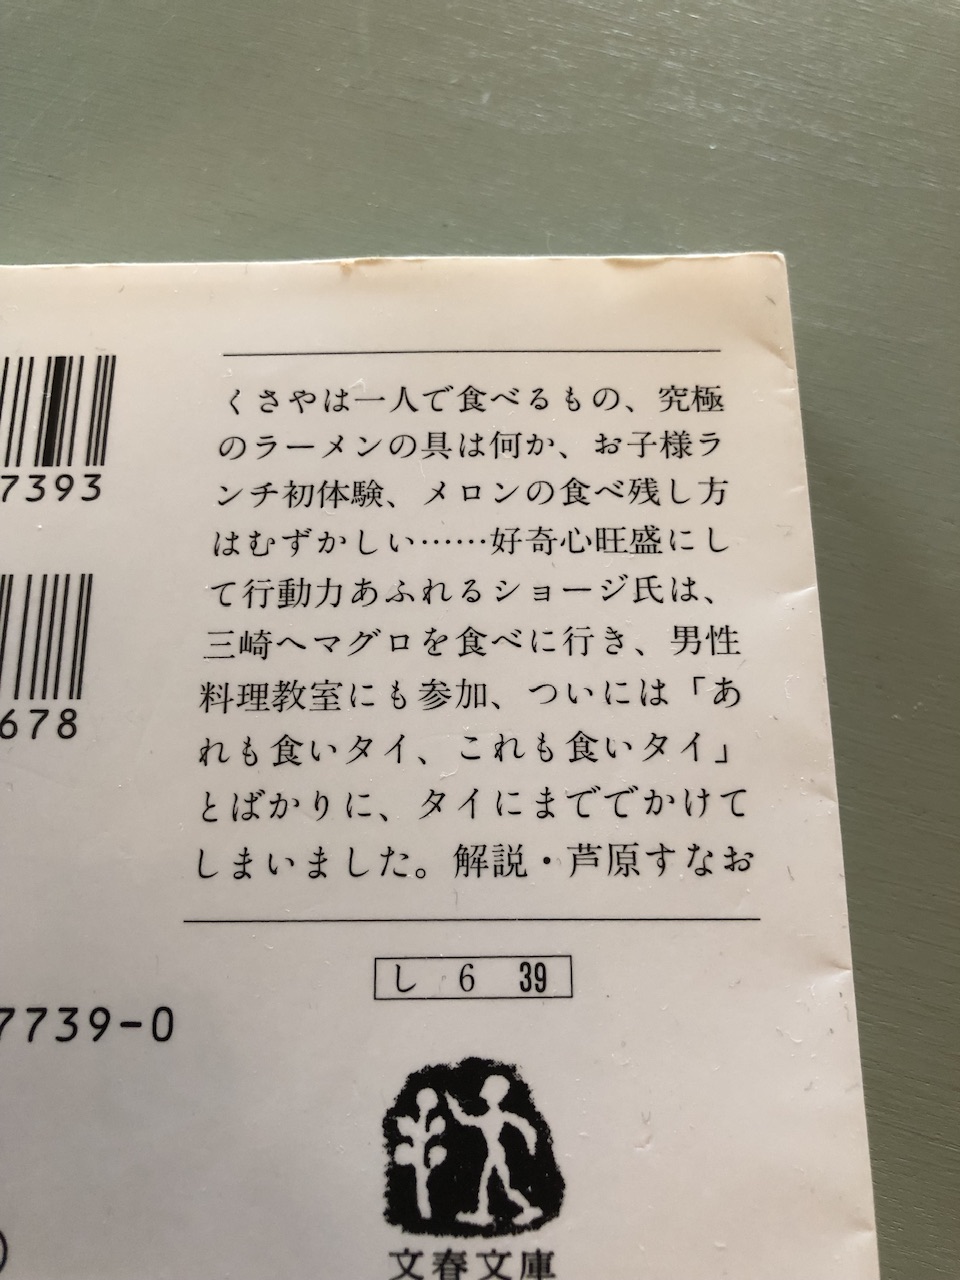 7393
678
くさやは一人で食べるもの、究極
のラーメンの具は何か、お子様ラ
ンチ初体験、メロンの食べ残し方
はむずかしい……好奇心旺盛にし
て行動力あふれるショージ氏は、
三崎へマグロを食べに行き、男性
料理教室にも参加、ついには「あ
れも食いタイ、これも食いタイ」
とばかりに、タイにまででかけて
しまいました。解説・芦原すなお
し 6 39
7739-0
文春文庫